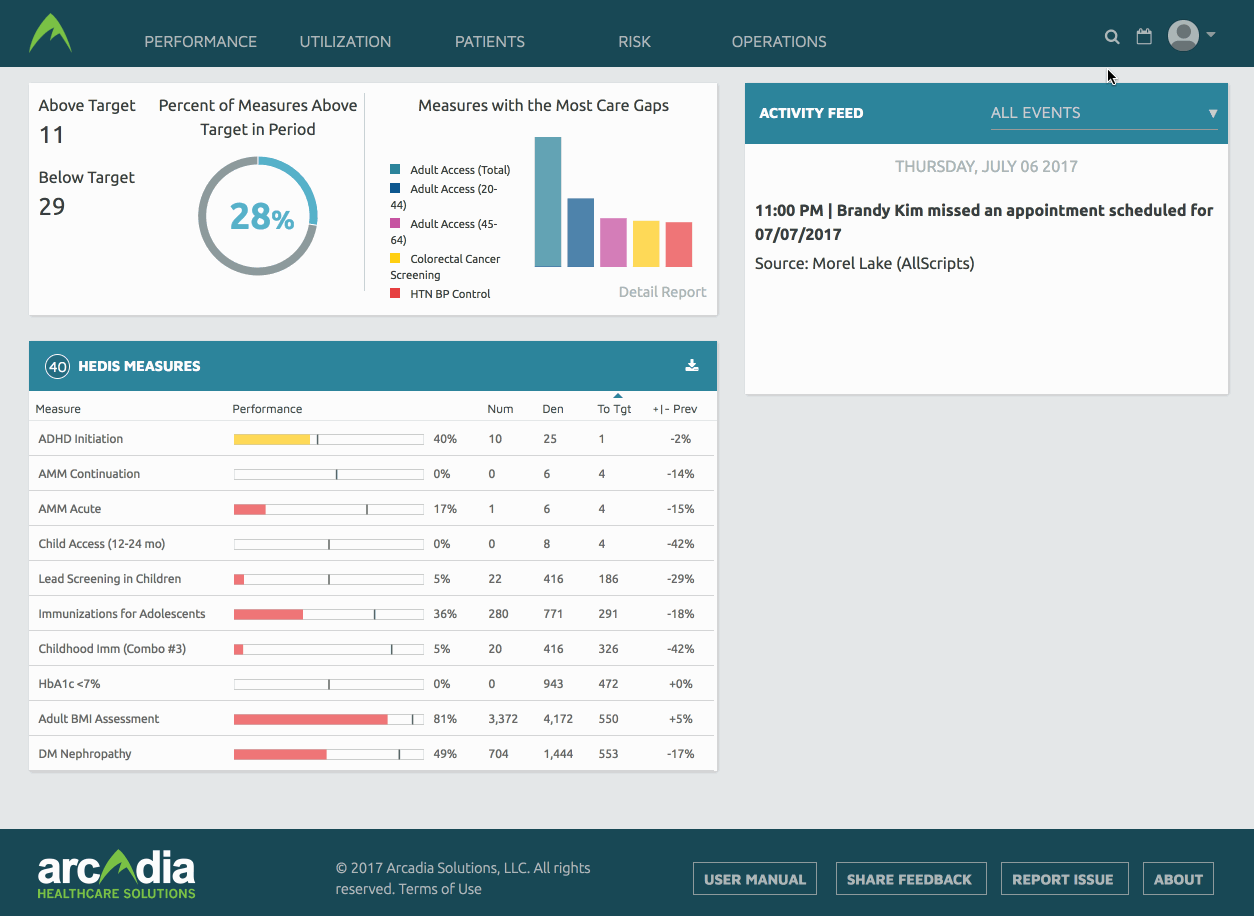 PERFORMANCE UTILIZATION PATIENTS RISK OPERATIONS
Above Target
11
Below Target
29
Percent of Measures Above
Target in Period
28%
Measures with the Most Care Gaps
Adult Access (Total)
Adult Access (20-
44)
Adult Access (45-
64)
Colorectal Cancer
Screening
HTN BP Control
Detail Report
ACTIVITY FEED ALL EVENTS
THURSDAY, JULY 06 2017
11:00 PM | Brandy Kim missed an appointment scheduled for
07/07/2017
Source: Morel Lake (AllScripts)
40 HEDIS MEASURES
Measure Performance Num Den To Tgt +|- Prev
ADHD Initiation 40% 10 25 1 -2%
AMM Continuation 0% 0 6 4 -14%
AMM Acute 17% 1 6 4 -15%
Child Access (12-24 mo) 0% 0 8 4 -42%
Lead Screening in Children 5% 22 416 186 -29%
Immunizations for Adolescents 36% 280 771 291 -18%
Childhood Imm (Combo #3) 5% 20 416 326 -42%
HbA1c <7% 0% 0 943 472 +0%
Adult BMI Assessment 81% 3,372 4,172 550 +5%
DM Nephropathy 49% 704 1,444 553 -17%
arcadia
HEALTHCARE SOLUTIONS
© 2017 Arcadia Solutions, LLC. All rights
reserved. Terms of Use
USER MANUAL SHARE FEEDBACK REPORT ISSUE ABOUT